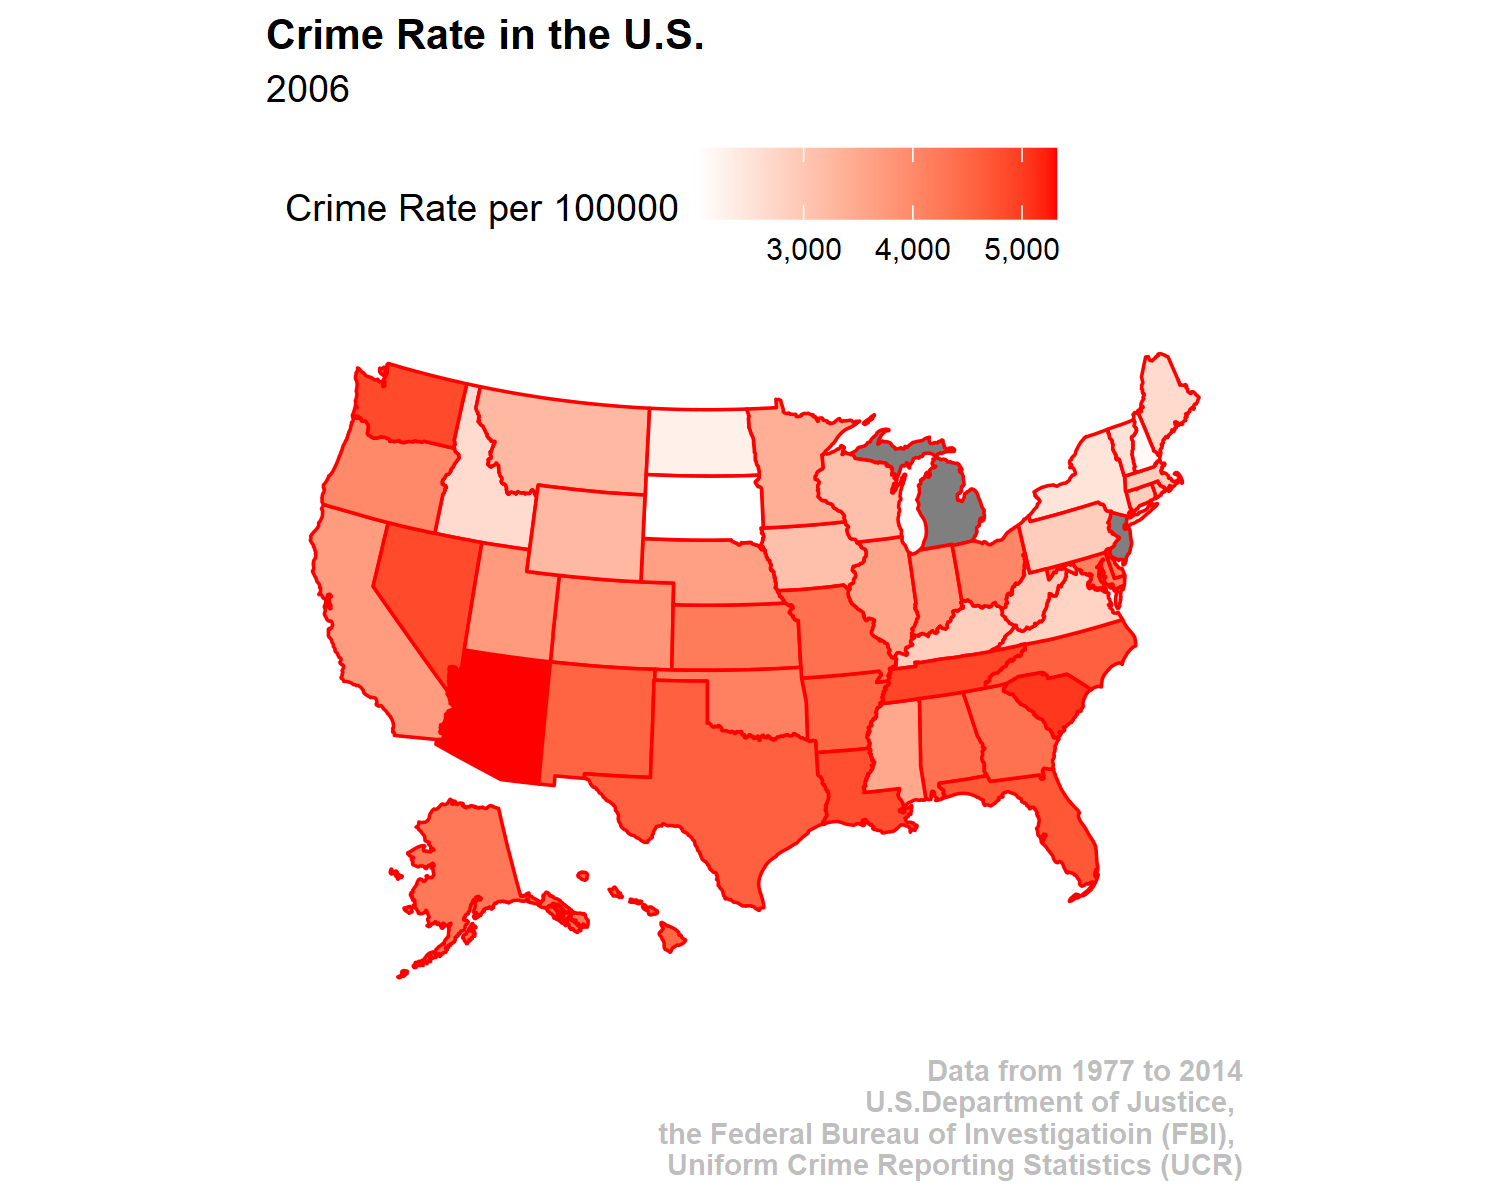 Crime Rate in the U.S.
2006
Crime Rate per 100000
3,000 4,000 5,000
Data from 1977 to 2014
U.S.Department of Justice,
the Federal Bureau of Investigatioin (FBI),
Uniform Crime Reporting Statistics (UCR)